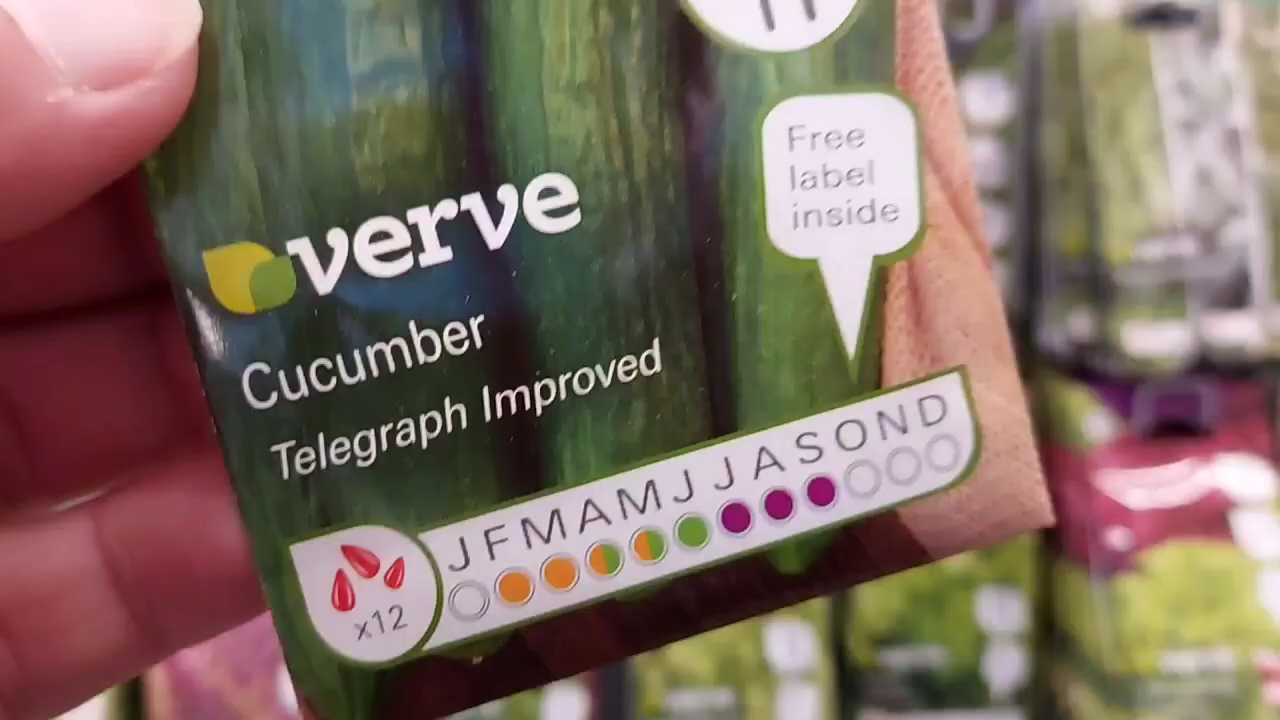 Free
label
inside
verve
Cucumber
Telegraph Improved
J F M A M J J A S O N D
x12